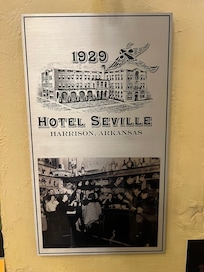 1929
HOTEL SEVILLE
HARRISON, ARKANSAS